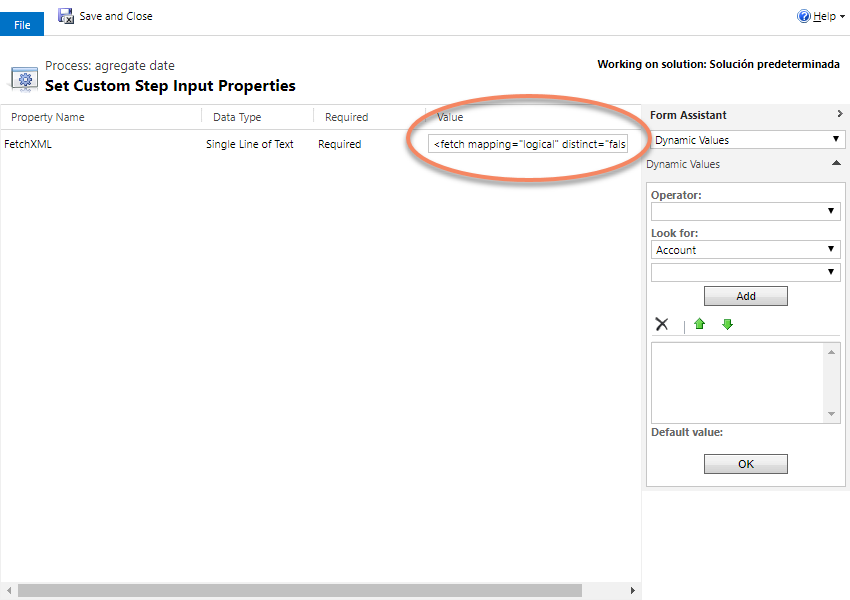 File
Save and Close
Help
Process: agregate date
Working on solution: Solución predeterminada
Set Custom Step Input Properties
Property Name Data Type Required Value
FetchXML Single Line of Text Required <fetch mapping="logical" distinct="fals
Form Assistant
Dynamic Values
Dynamic Values
Operator:
Look for:
Account
Add
Default value:
OK